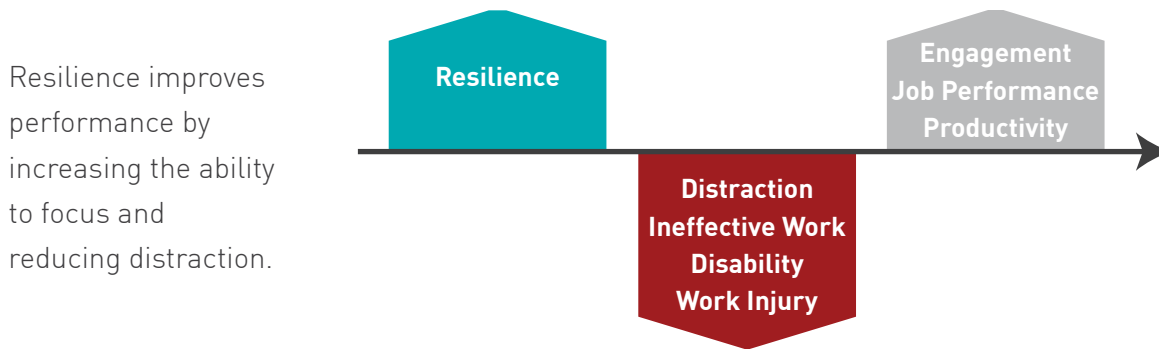 Resilience improves
performance by
increasing the ability
to focus and
reducing distraction.
Resilience
Distraction
Ineffective Work
Disability
Work Injury
Engagement
Job Performance
Productivity